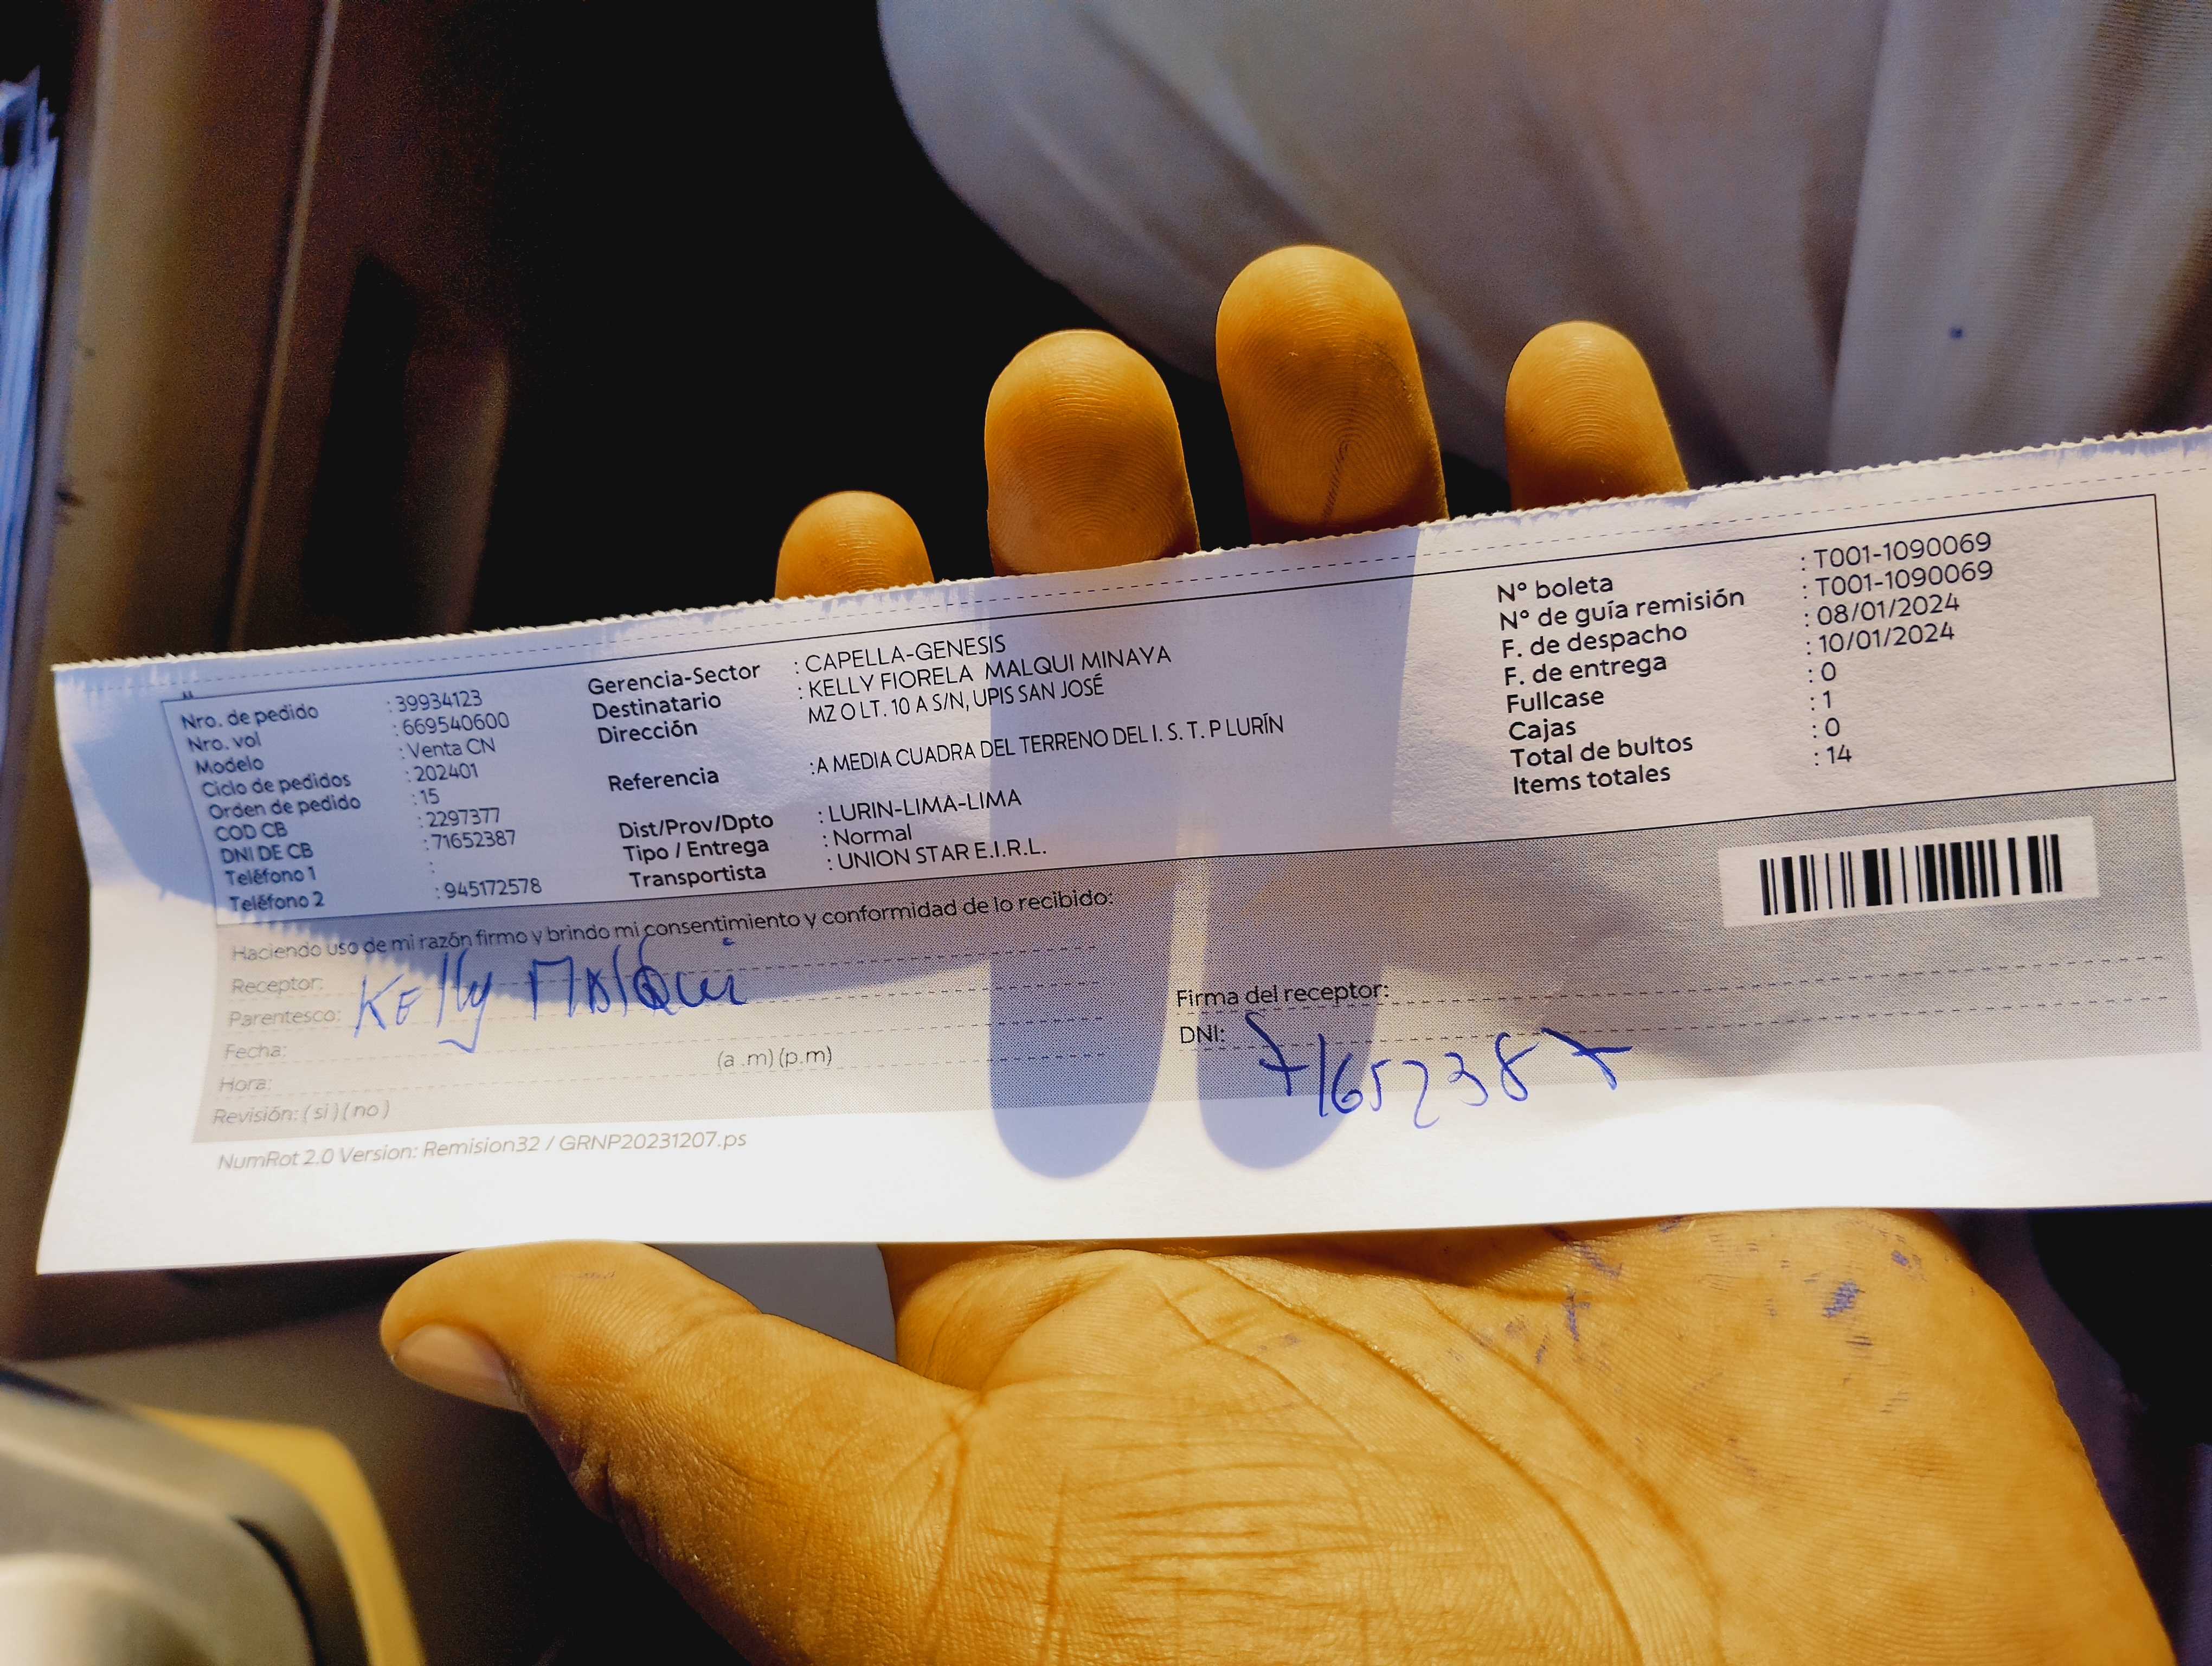 Nro. de pedido : 39934123
Nro. vol : 669540600
Modelo : Venta CN
Ciclo de pedidos : 202401
Orden de pedido : 15
COD CB : 2297377
DNI DE CB : 71652387
Teléfono 1 :
Teléfono 2 : 945172578
Gerencia-Sector : CAPELLA-GENESIS
Destinatario : KELLY FIORELA MALQUI MINAYA
Dirección MZ O LT. 10 A S/N, UPIS SAN JOSÉ
Referencia :A MEDIA CUADRA DEL TERRENO DEL I. S. T. P LURÍN
Dist/Prov/Dpto : LURIN-LIMA-LIMA
Tipo / Entrega : Normal
Transportista : UNION STAR E.I.R.L.
N° boleta : T001-1090069
N° de guía remisión : T001-1090069
F. de despacho : 08/01/2024
F. de entrega : 10/01/2024
Fullcase : 0
Cajas : 1
Total de bultos : 0
Items totales : 14
Haciendo uso de mi razón firmo y brindo mi consentimiento y conformidad de lo recibido:
Receptor: Kelly Malqui
Parentesco:
Fecha:
Hora: (a .m) (p.m)
Revisión: ( si ) ( no )
Firma del receptor:
DNI: 71652387
NumRot 2.0 Version: Remision32 / GRNP20231207.ps